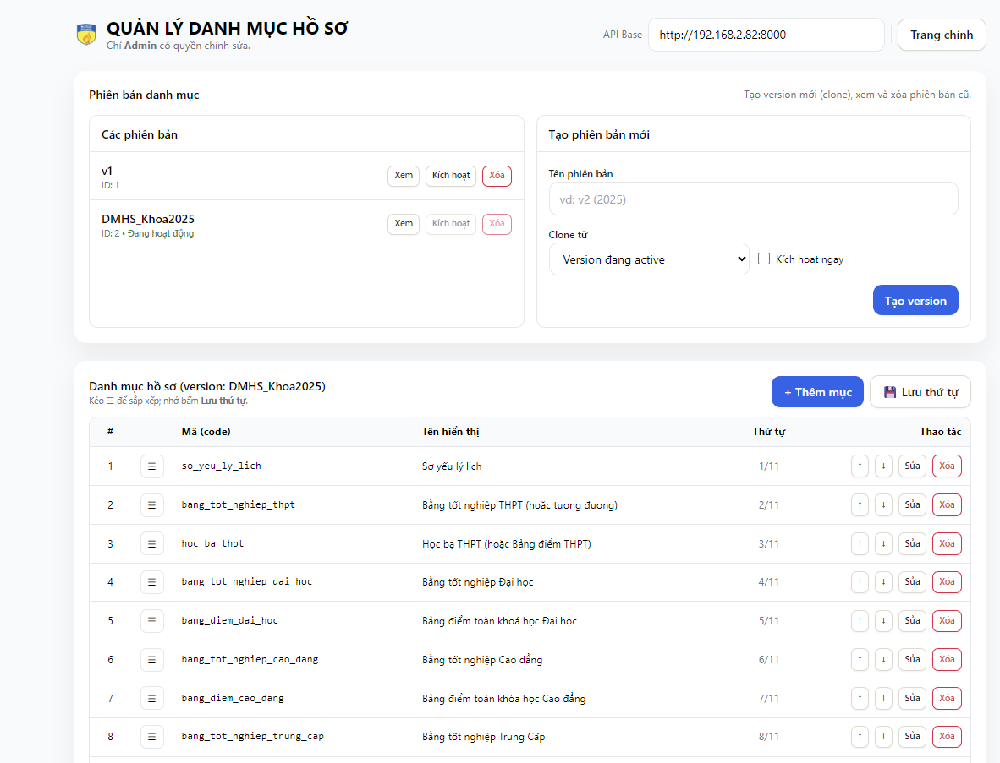 QUẢN LÝ DANH MỤC HỒ SƠ
Chỉ Admin có quyền chỉnh sửa.
API Base
http://192.168.2.82:8000
Trang chính
Phiên bản danh mục
Tạo version mới (clone), xem và xóa phiên bản cũ.
Các phiên bản
v1
ID: 1
Xem Kích hoạt Xóa
DMHS_Khoa2025
ID: 2 • Đang hoạt động
Xem Kích hoạt Xóa
Tạo phiên bản mới
Tên phiên bản
vd: v2 (2025)
Clone từ
Version đang active
Kích hoạt ngay
Tạo version
Danh mục hồ sơ (version: DMHS_Khoa2025)
Kéo ☰ để sắp xếp; nhớ bấm Lưu thứ tự.
+ Thêm mục
Lưu thứ tự
# Mã (code) Tên hiển thị Thứ tự Thao tác
1 ☰ so_yeu_ly_lich Sơ yếu lý lịch 1/11 ↑ ↓ Sửa Xóa
2 ☰ bang_tot_nghiep_thpt Bằng tốt nghiệp THPT (hoặc tương đương) 2/11 ↑ ↓ Sửa Xóa
3 ☰ hoc_ba_thpt Học bạ THPT (hoặc Bảng điểm THPT) 3/11 ↑ ↓ Sửa Xóa
4 ☰ bang_tot_nghiep_dai_hoc Bằng tốt nghiệp Đại học 4/11 ↑ ↓ Sửa Xóa
5 ☰ bang_diem_dai_hoc Bảng điểm toàn khoá học Đại học 5/11 ↑ ↓ Sửa Xóa
6 ☰ bang_tot_nghiep_cao_dang Bằng tốt nghiệp Cao đẳng 6/11 ↑ ↓ Sửa Xóa
7 ☰ bang_diem_cao_dang Bảng điểm toàn khóa học Cao đẳng 7/11 ↑ ↓ Sửa Xóa
8 ☰ bang_tot_nghiep_trung_cap Bằng tốt nghiệp Trung Cấp 8/11 ↑ ↓ Sửa Xóa